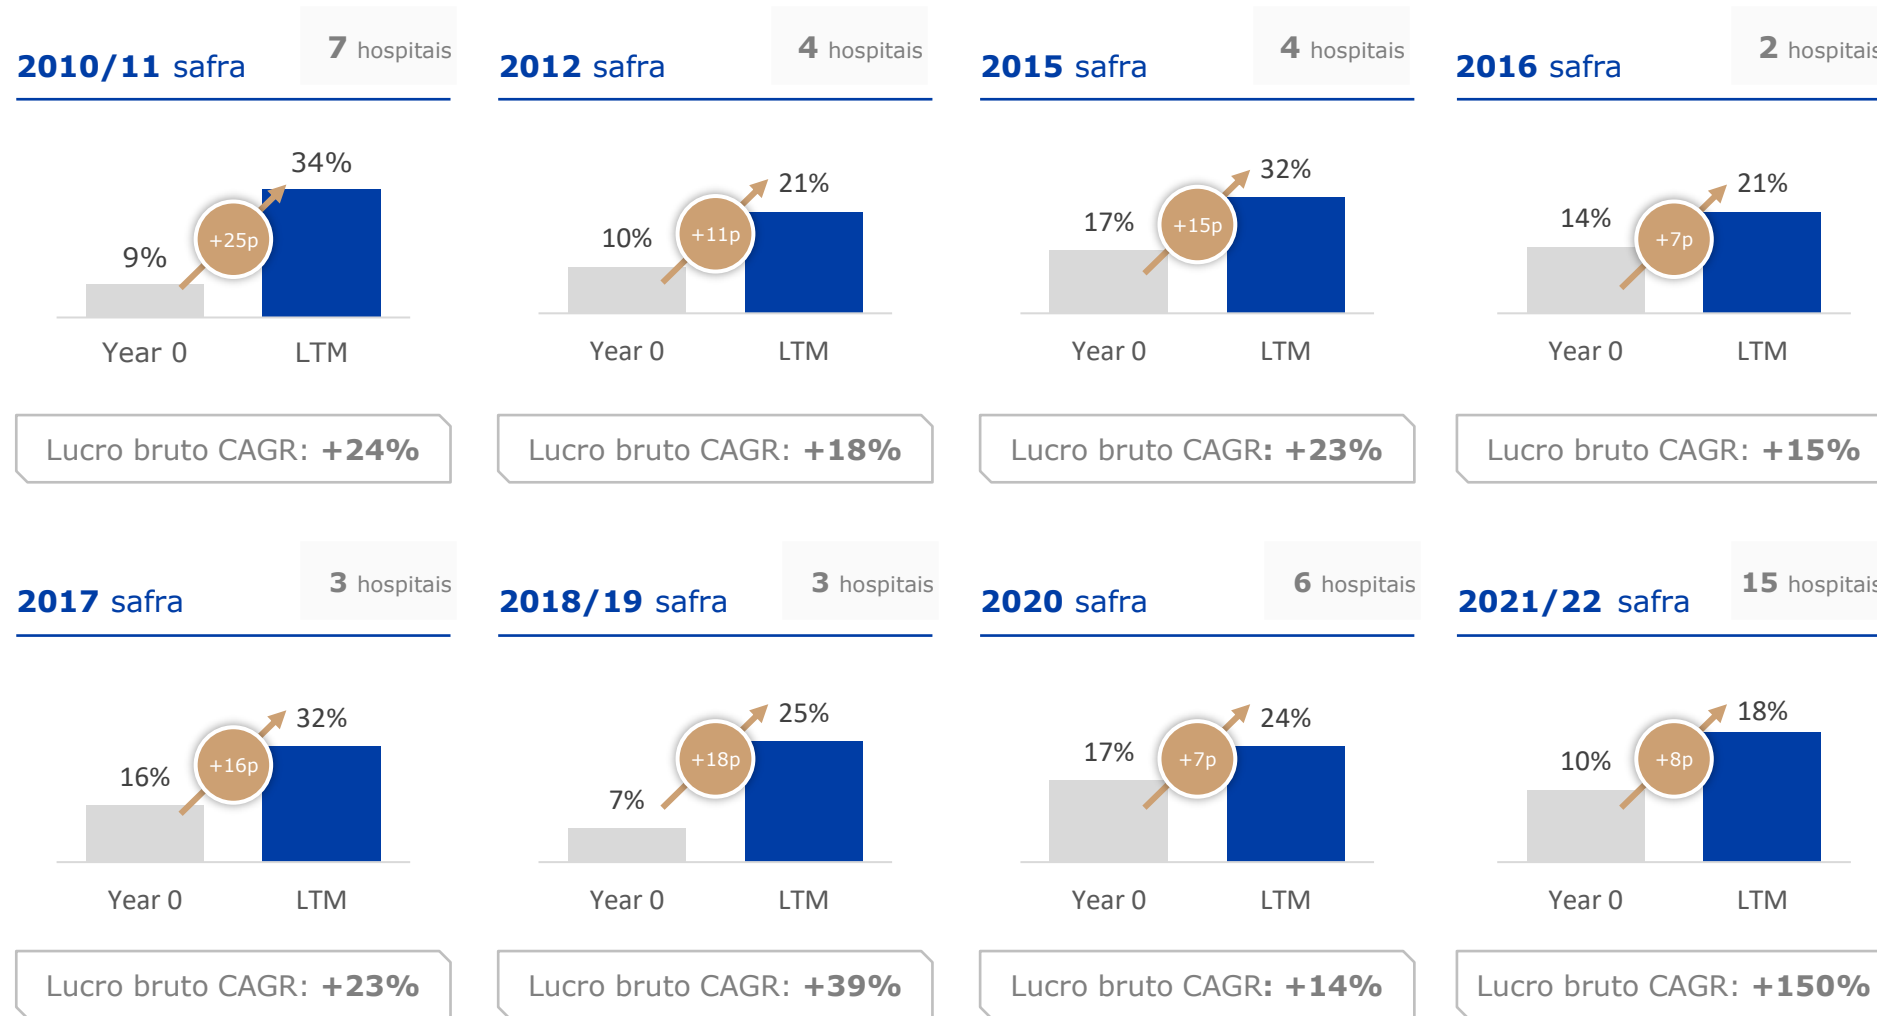 2010/11 safra
7 hospitais
34%
+25p
9%
Year 0
LTM
Lucro bruto CAGR: +24%
2012 safra
4 hospitais
21%
+11p
10%
Year 0
LTM
Lucro bruto CAGR: +18%
2015 safra
4 hospitais
32%
+15p
17%
Year 0
LTM
Lucro bruto CAGR: +23%
2016 safra
2 hospitais
21%
+7p
14%
Year 0
LTM
Lucro bruto CAGR: +15%
2017 safra
3 hospitais
32%
+16p
16%
Year 0
LTM
Lucro bruto CAGR: +23%
2018/19 safra
3 hospitais
25%
+18p
7%
Year 0
LTM
Lucro bruto CAGR: +39%
2020 safra
6 hospitais
24%
+7p
17%
Year 0
LTM
Lucro bruto CAGR: +14%
2021/22 safra
15 hospitais
18%
+8p
10%
Year 0
LTM
Lucro bruto CAGR: +150%